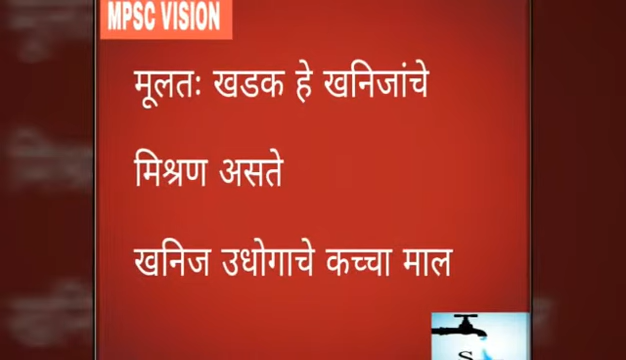 MPSC VISION
मूलतः खडक हे खनिजांचे
मिश्रण असते
खनिज उधोगाचे कच्चा माल
S